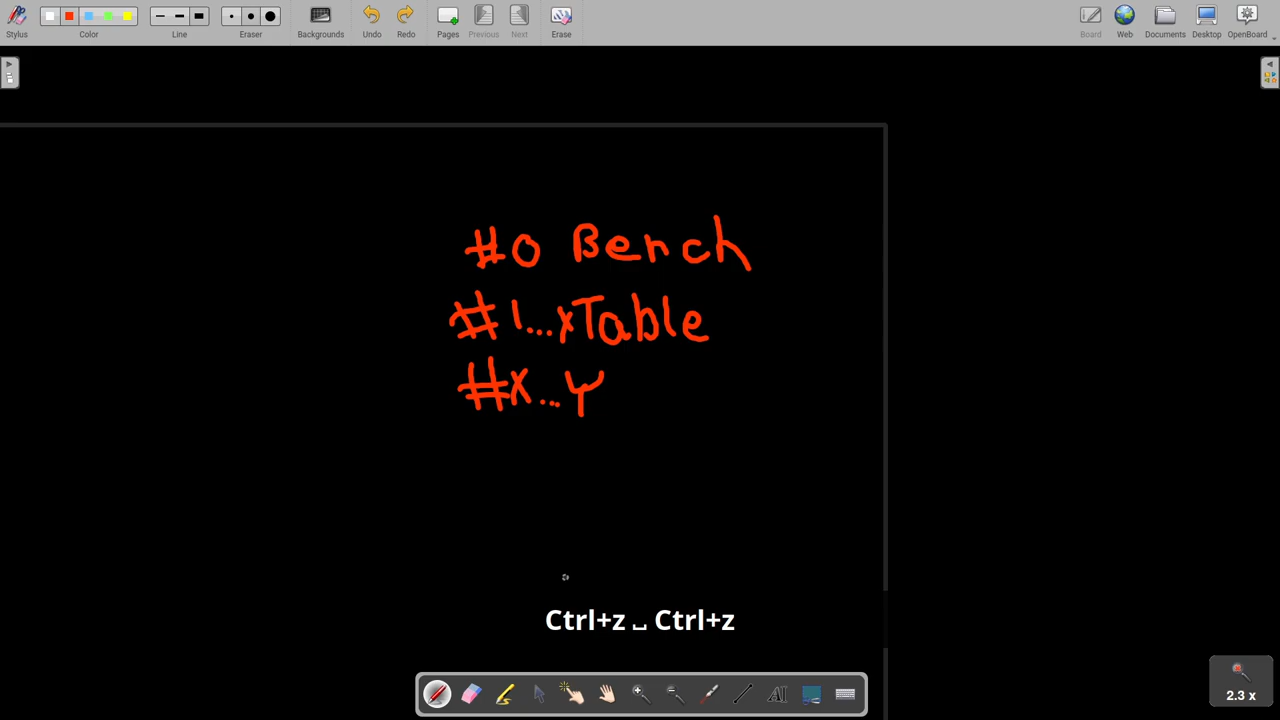 Stylus Color Line Eraser Backgrounds Undo Redo Pages Previous Next Erase Board Web Documents Desktop OpenBoard
#0 Bench
#1...xTable
#X...Y
Ctrl+z ⎵ Ctrl+z
AI
2.3 x